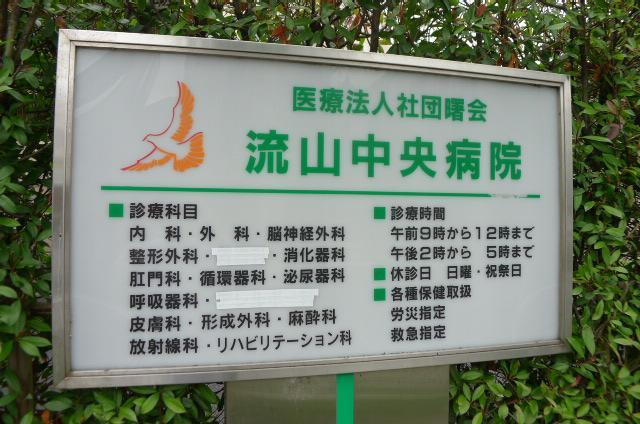 医療法人社団曙会
流山中央病院
■ 診療科目
内 科・外 科・脳神経外科
整形外科・ ・消化器科
肛門科・循環器科・泌尿器科
呼吸器科・
皮膚科・形成外科・麻酔科
放射線科・リハビリテーション科
■ 診療時間
午前9時から12時まで
午後2時から 5時まで
■ 休診日 日曜・祝祭日
■ 各種保健取扱
労災指定
救急指定